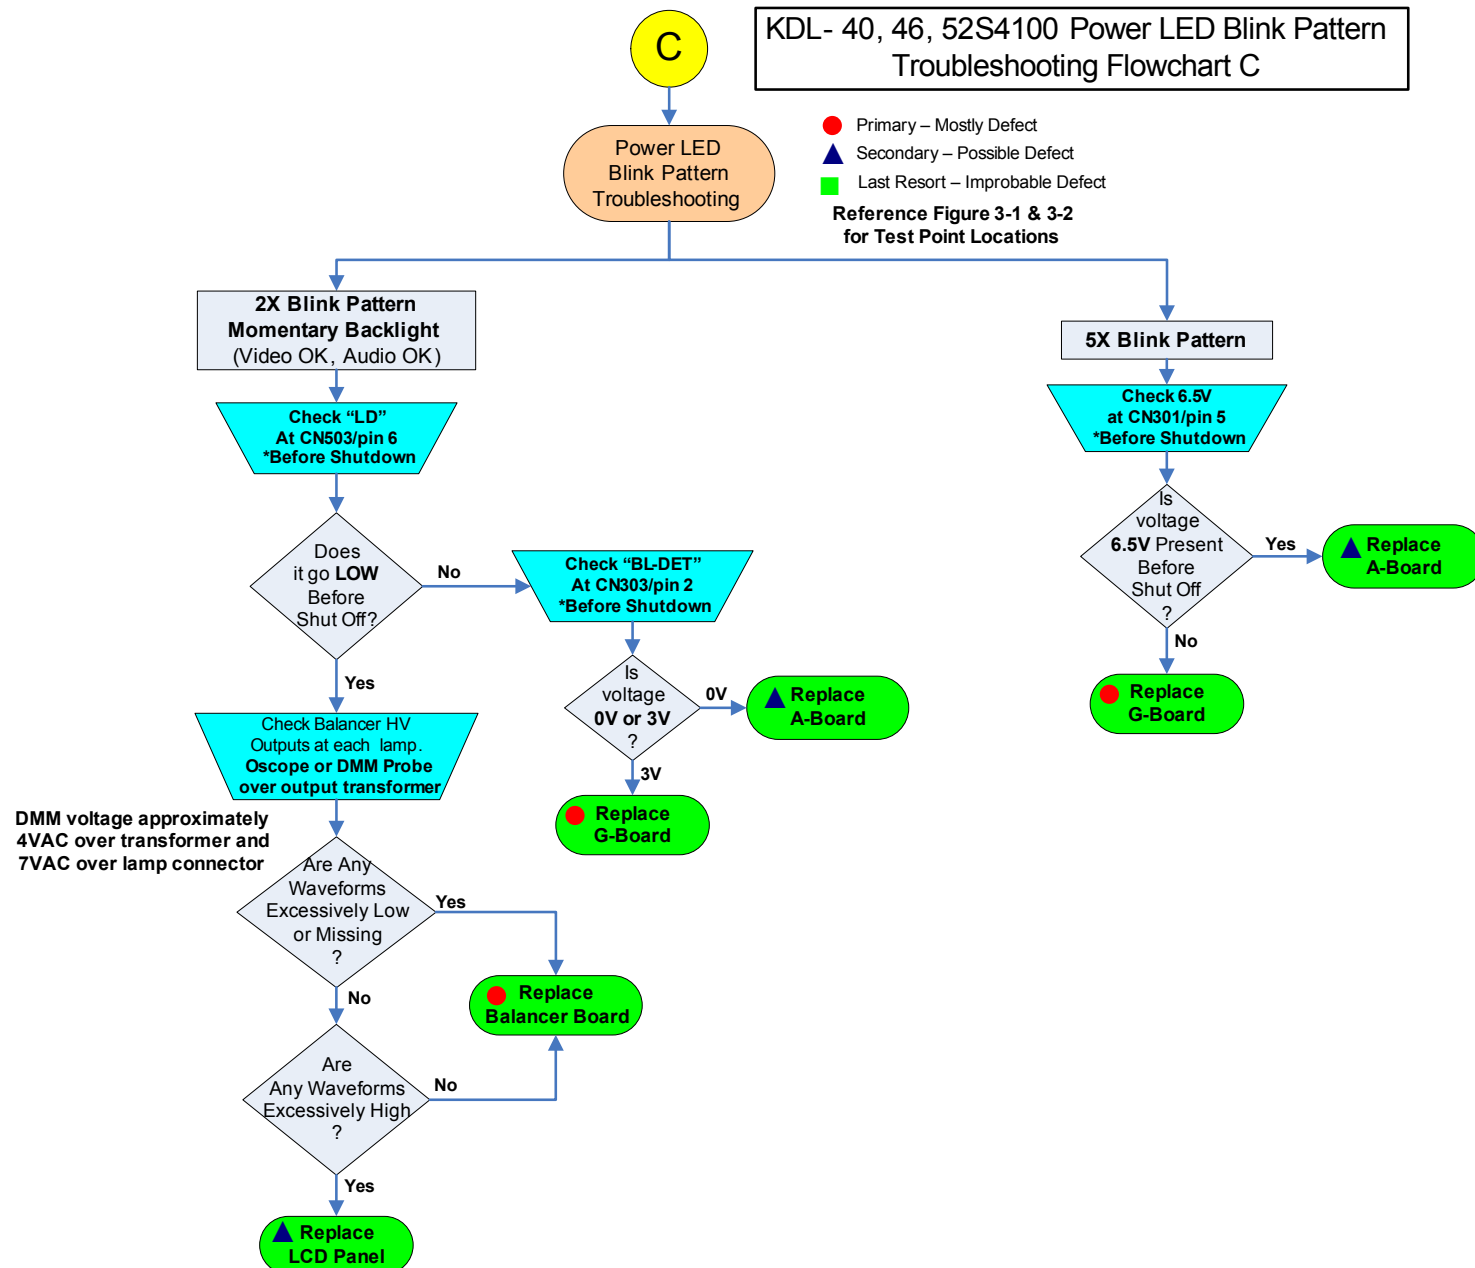 C
KDL- 40, 46, 52S4100 Power LED Blink Pattern
Troubleshooting Flowchart C
Primary – Mostly Defect
Secondary – Possible Defect
Last Resort – Improbable Defect
Reference Figure 3-1 & 3-2
for Test Point Locations
Power LED
Blink Pattern
Troubleshooting
2X Blink Pattern
Momentary Backlight
(Video OK, Audio OK)
Check “LD”
At CN503/pin 6
*Before Shutdown
Does
it go LOW
Before
Shut Off?
No
Yes
Check “BL-DET”
At CN303/pin 2
*Before Shutdown
Is
voltage
0V or 3V
?
0V
Replace
A-Board
3V
Replace
G-Board
Check Balancer HV
Outputs at each lamp.
Oscope or DMM Probe
over output transformer
DMM voltage approximately
4VAC over transformer and
7VAC over lamp connector
Are Any
Waveforms
Excessively Low
or Missing
?
Yes
No
Replace
Balancer Board
Are
Any Waveforms
Excessively High
?
No
Yes
Replace
LCD Panel
5X Blink Pattern
Check 6.5V
at CN301/pin 5
*Before Shutdown
Is
voltage
6.5V Present
Before
Shut Off
?
Yes
Replace
A-Board
No
Replace
G-Board